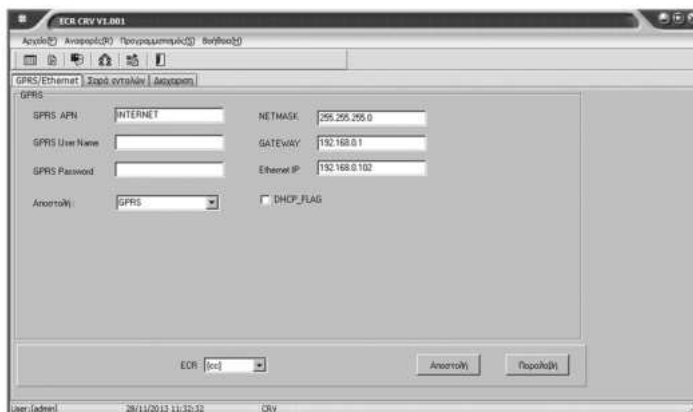 ECR CRV V1.001
Αρχείο(F) Αναφορές(R) Προγραμματισμός(S) Βοήθεια(H)
GPRS/Ethernet Σειρά εντολών Διαχείριση
GPRS
GPRS APN INTERNET NETMASK 255.255.255.0
GPRS User Name GATEWAY 192.168.0.1
GPRS Password Ethernet IP 192.168.0.102
Αποστολή: GPRS DHCP_FLAG
ECR [cc] Αποστολή Παραλαβή
User:[admin] 28/11/2013 11:32:32 CRV